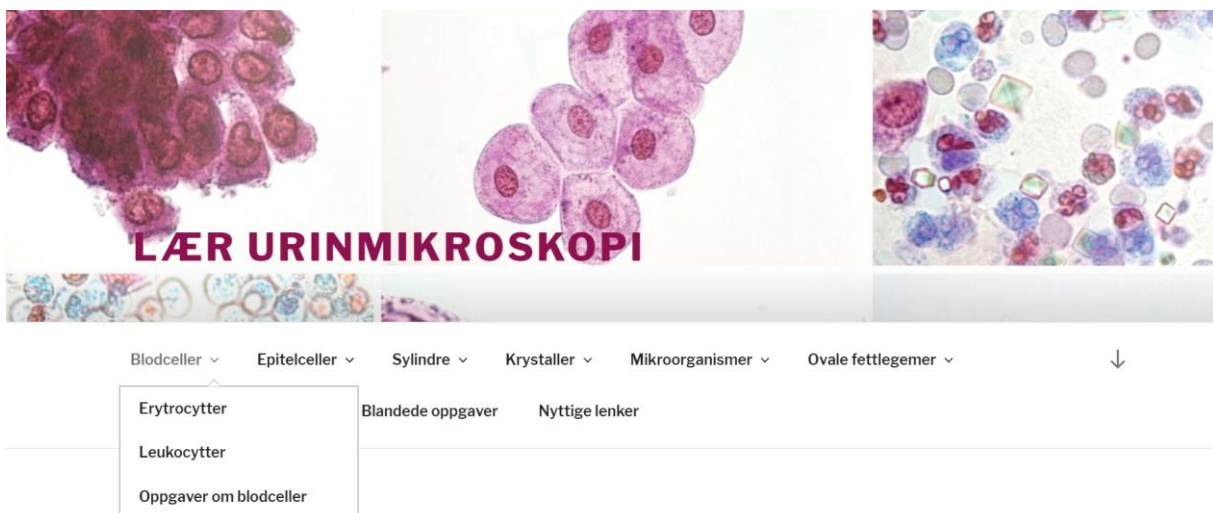 LÆR URINMIKROSKOPI
Blodceller Epitelceller Sylindre Krystaller Mikroorganismer Ovale fettlegemer
Erytrocytter Blandede oppgaver Nyttige lenker
Leukocytter
Oppgaver om blodceller